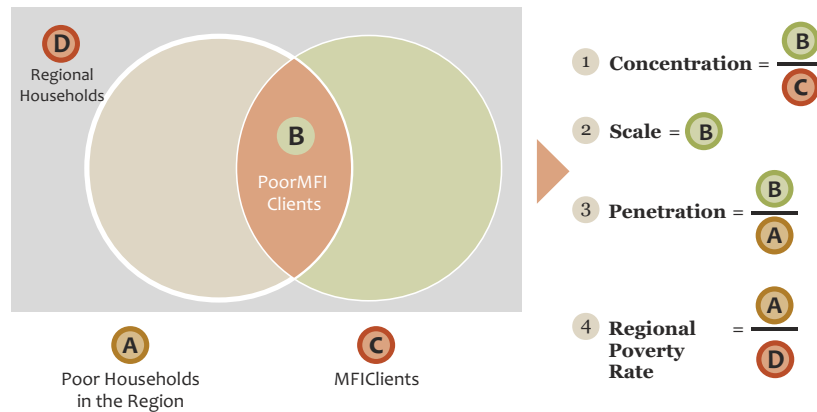 D
Regional
Households
B
PoorMFI
Clients
A
Poor Households
in the Region
C
MFIClients
1 Concentration = B
C
2 Scale = B
3 Penetration = B
A
4 Regional
Poverty
Rate
= A
D